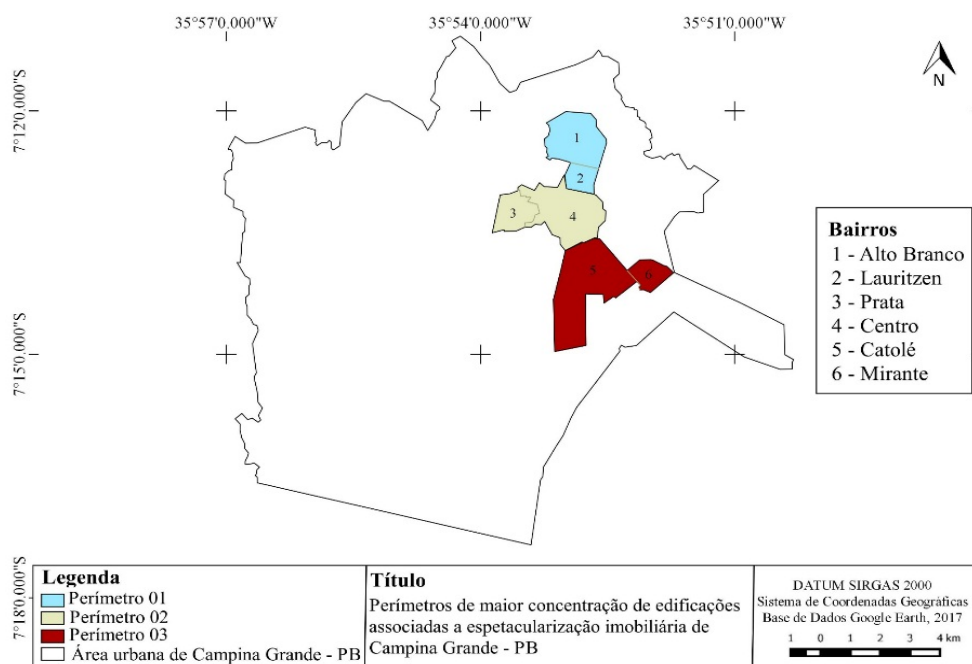 35°57'0.000"W
35°54'0.000"W
35°51'0.000"W
N
7°12'0.000"S
7°15'0.000"S
7°18'0.000"S
1
2
3
4
5
6
Bairros
1 - Alto Branco
2 - Lauritzen
3 - Prata
4 - Centro
5 - Catolé
6 - Mirante
Legenda
Perímetro 01
Perímetro 02
Perímetro 03
Área urbana de Campina Grande - PB
Título
Perímetros de maior concentração de edificações
associadas a espetacularização imobiliária de
Campina Grande - PB
DATUM SIRGAS 2000
Sistema de Coordenadas Geográficas
Base de Dados Google Earth, 2017
1 0 1 2 3 4 km